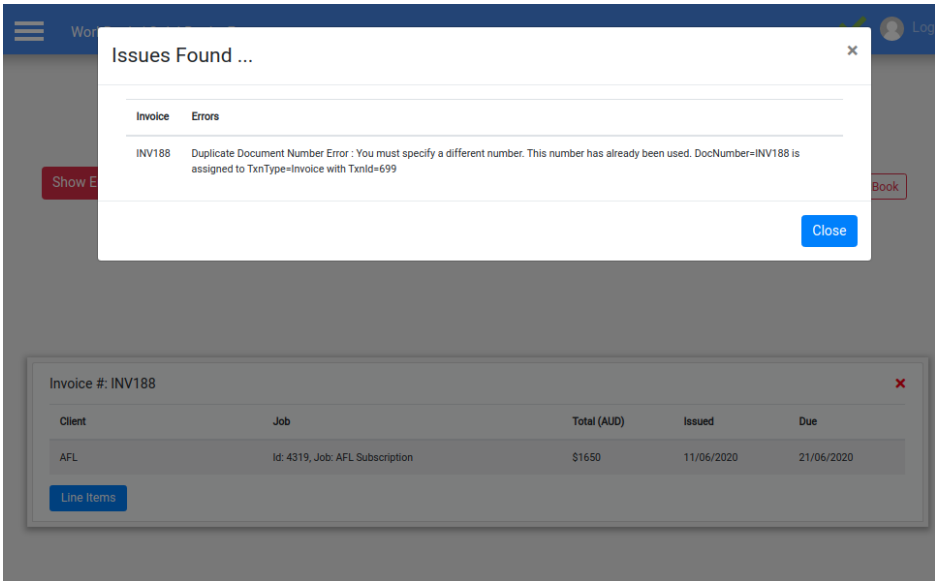 Issues Found ...
×
Invoice Errors
INV188 Duplicate Document Number Error : You must specify a different number. This number has already been used. DocNumber=INV188 is
assigned to TxnType=Invoice with TxnId=699
Show
Book
Close
Invoice #: INV188
Client Job Total (AUD) Issued Due
AFL Id: 4319, Job: AFL Subscription $1650 11/06/2020 21/06/2020
Line Items